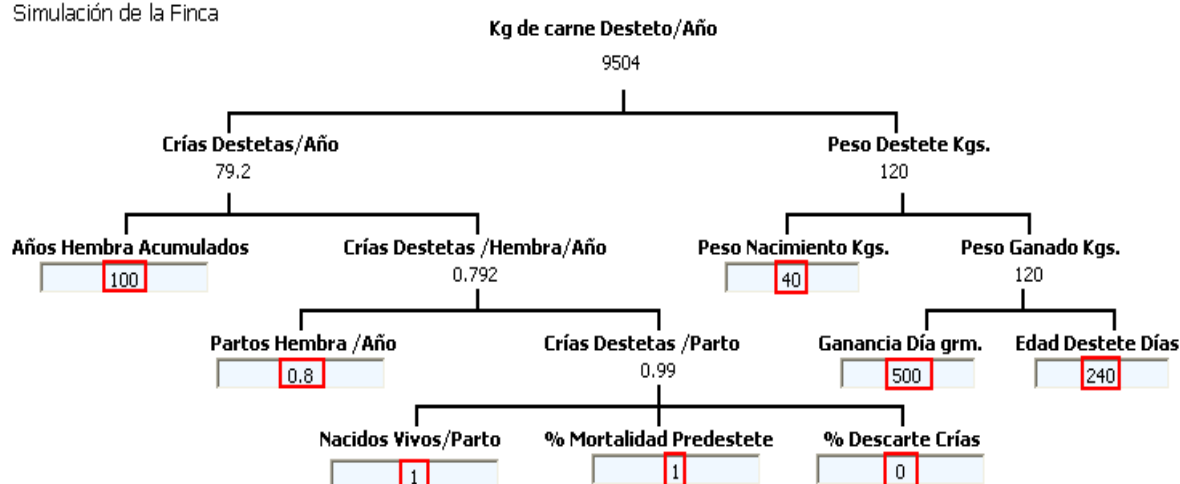 Simulación de la Finca
Kg de carne Desteto/Año
9504
Crías Destetas/Año
Peso Destete Kgs.
79.2
120
Años Hembra Acumulados
Crías Destetas /Hembra/Año
Peso Nacimiento Kgs.
Peso Ganado Kgs.
100
0.792
40
120
Partos Hembra /Año
Crías Destetas /Parto
Ganancia Día grm.
Edad Destete Días
0.8
0.99
500
240
Nacidos Vivos/Parto
% Mortalidad Predestete
% Descarte Crías
1
1
0